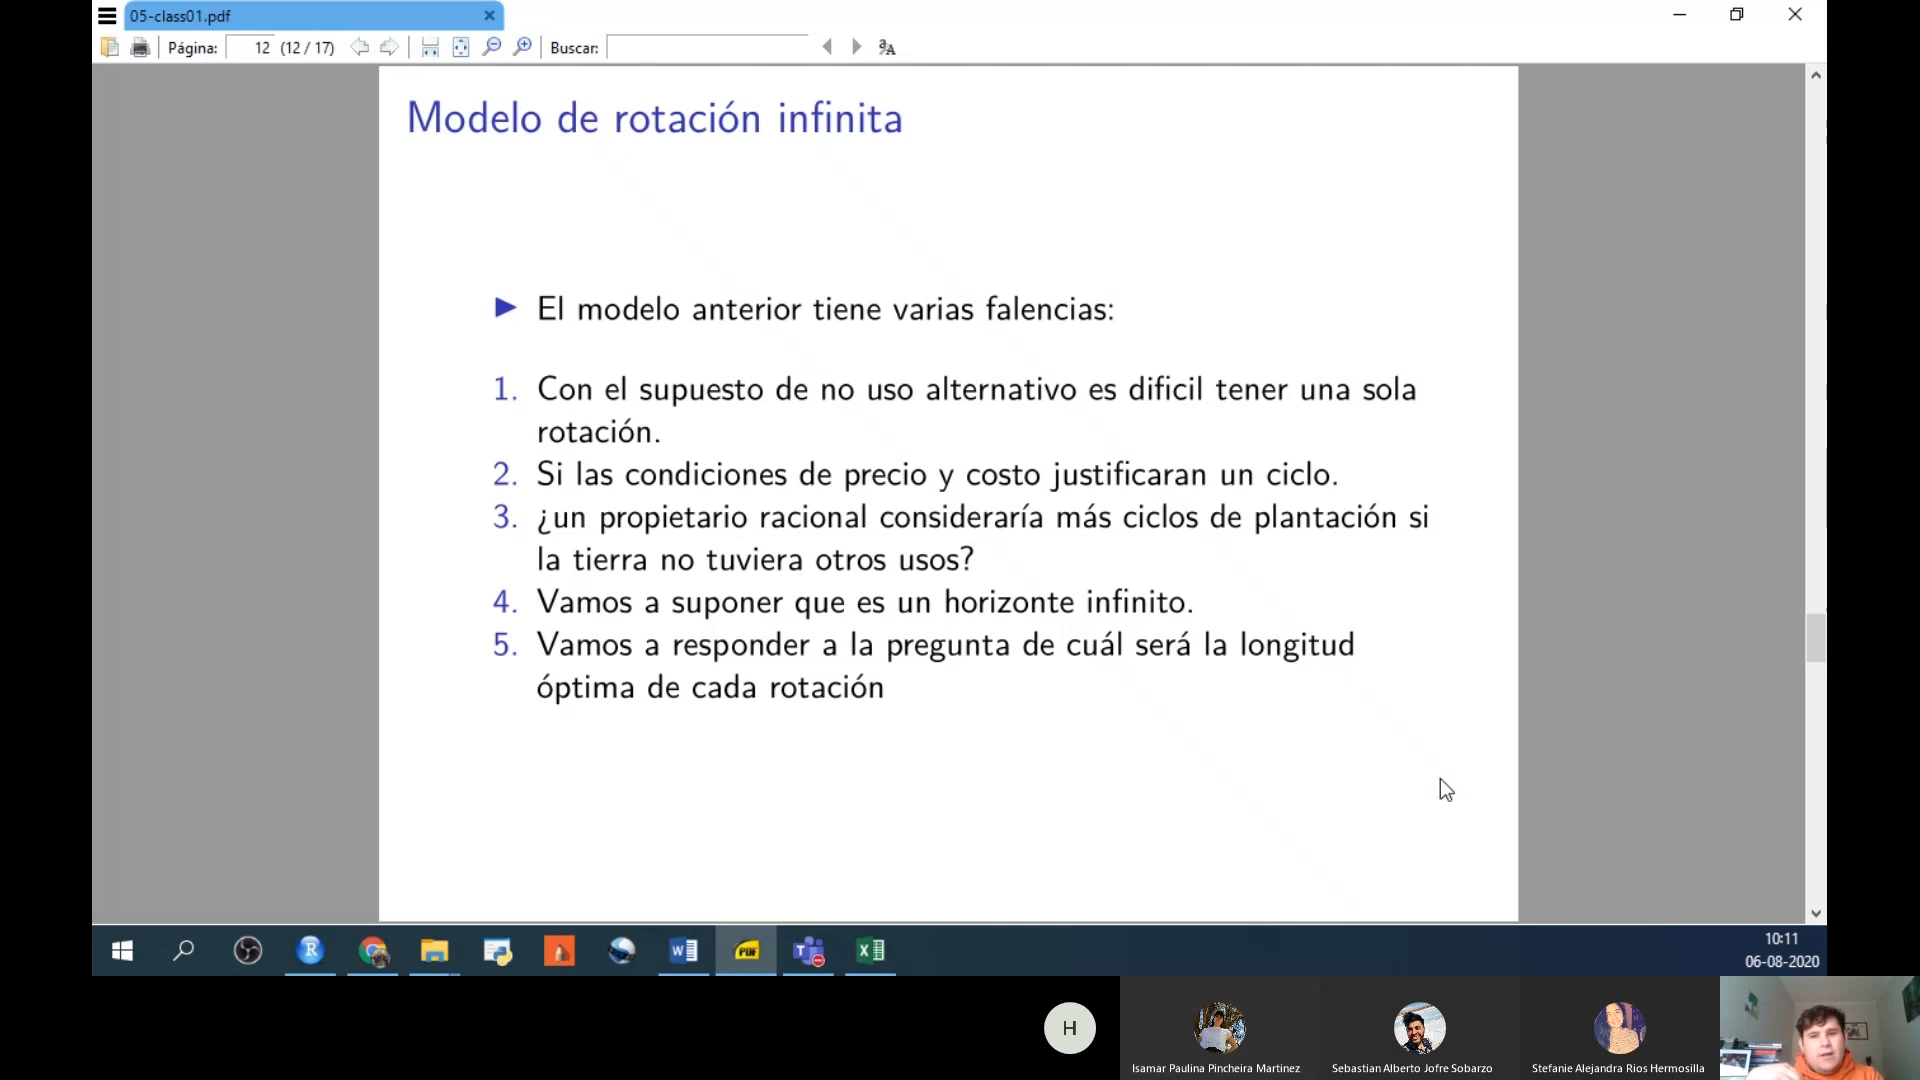 05-class01.pdf
Página: 12 (12 / 17) Buscar:
Modelo de rotación infinita
El modelo anterior tiene varias falencias:
1. Con el supuesto de no uso alternativo es dificil tener una sola
rotación.
2. Si las condiciones de precio y costo justificaran un ciclo.
3. ¿un propietario racional consideraría más ciclos de plantación si
la tierra no tuviera otros usos?
4. Vamos a suponer que es un horizonte infinito.
5. Vamos a responder a la pregunta de cuál será la longitud
óptima de cada rotación
10:11
06-08-2020
H
Isamar Paulina Pincheira Martinez
Sebastian Alberto Jofre Sobarzo
Stefanie Alejandra Rios Hermosilla